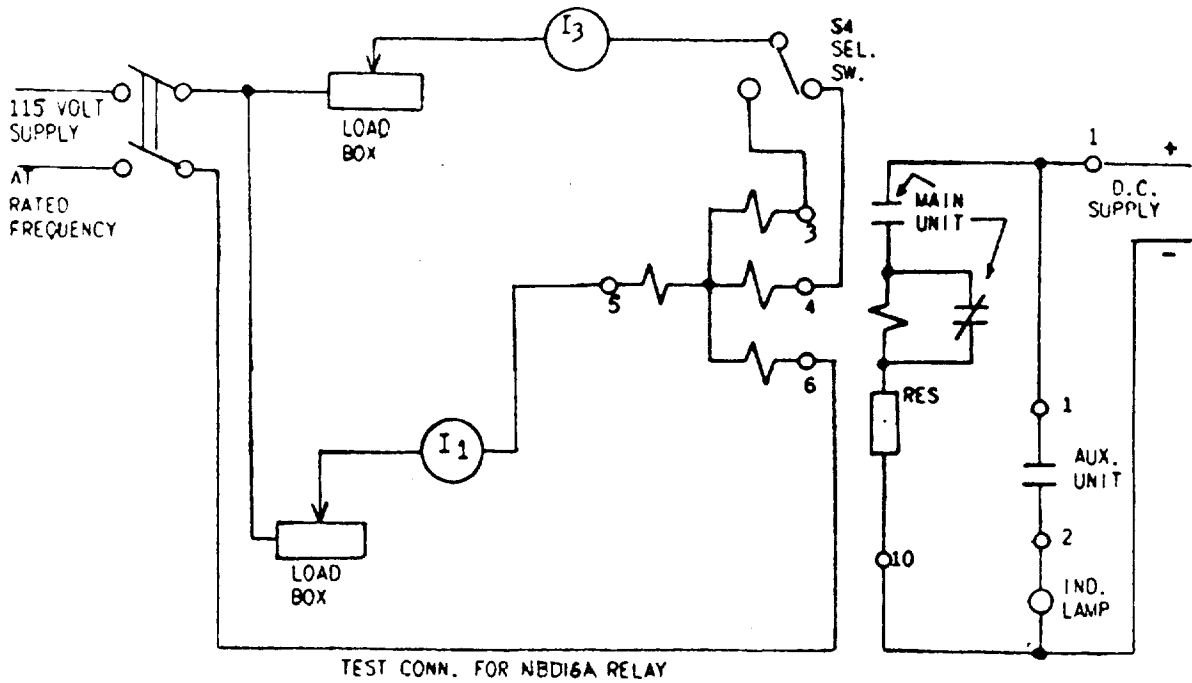 I3
S4
SEL.
SW.
115 VOLT
SUPPLY
AT
RATED
FREQUENCY
LOAD
BOX
1
+
D.C.
SUPPLY
-
MAIN
UNIT
3
5
4
6
RES
1
AUX.
UNIT
2
I1
10
IND.
LAMP
LOAD
BOX
TEST CONN. FOR NBD16A RELAY